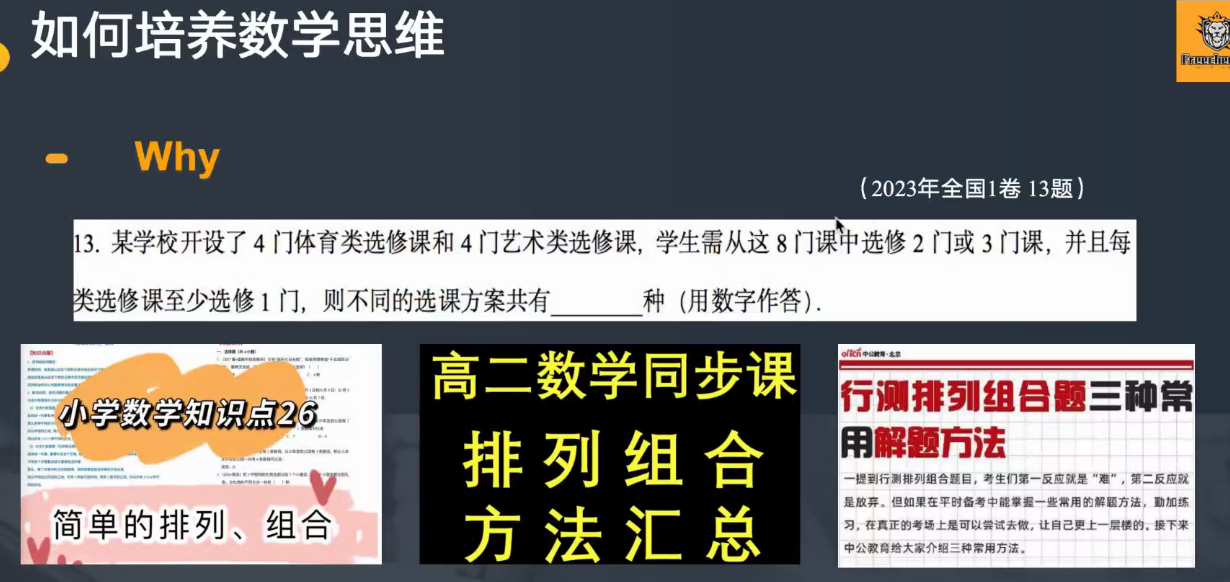 如何培养数学思维
Why
（2023年全国1卷 13题）
13. 某学校开设了 4 门体育类选修课和 4 门艺术类选修课，学生需从这 8 门课中选修 2 门或 3 门课，并且每
类选修课至少选修 1 门，则不同的选课方案共有________种（用数字作答）.
小学数学知识点26
简单的排列、组合
高二数学同步课
排列组合
方法汇总
offcn 中公教育·北京
行测排列组合题三种常
用解题方法
一提到行测排列组合题目，考生们第一反应就是“难”，第二反应就
是放弃。但如果在平时备考中能掌握一些常用的解题方法，勤加练
习，在真正的考场上是可以尝试去做，让自己更上一层楼的。接下来
中公教育给大家介绍三种常用方法。